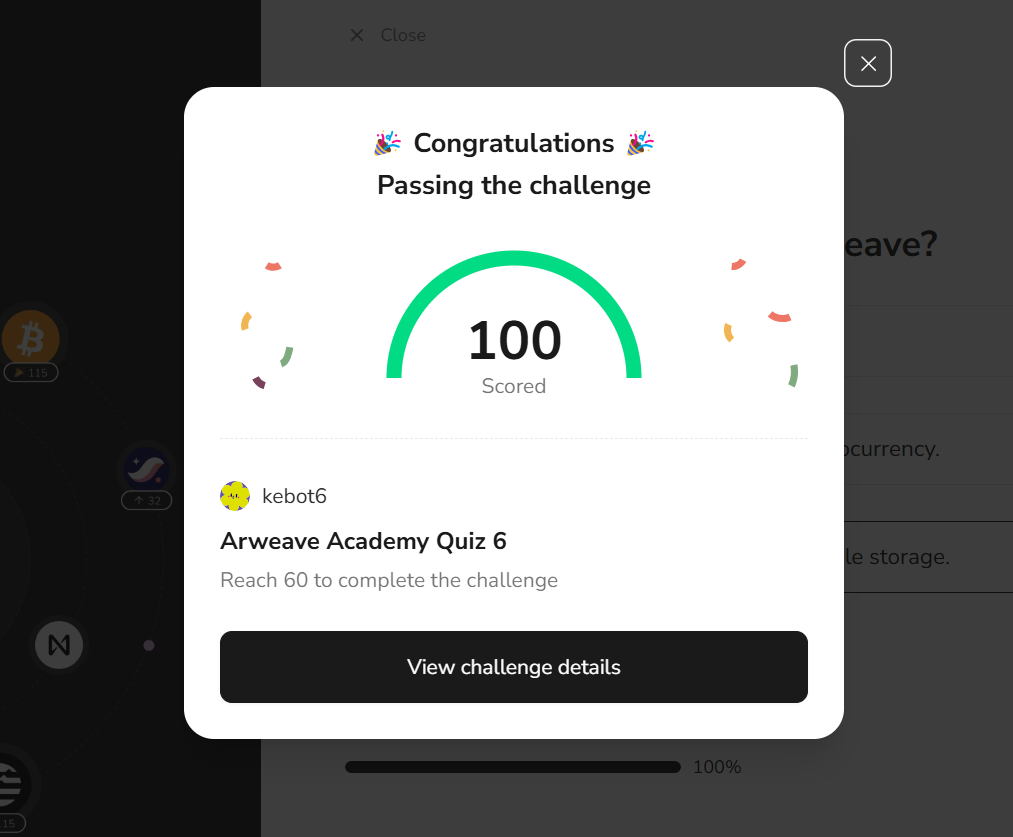 Close
Congratulations
Passing the challenge
eave?
100
Scored
115
ocurrency.
32
kebot6
Arweave Academy Quiz 6
le storage.
Reach 60 to complete the challenge
View challenge details
100%
15